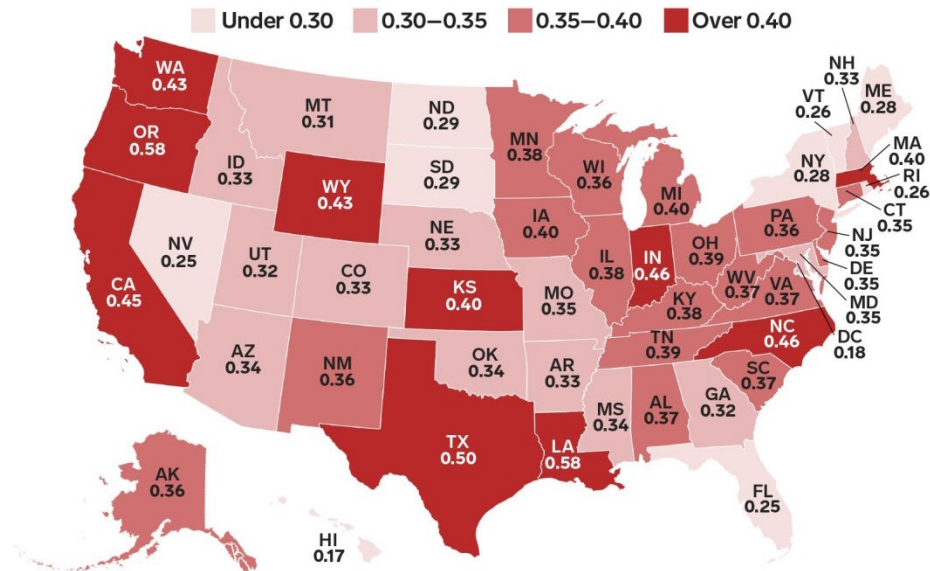 Under 0.30 0.30–0.35 0.35–0.40 Over 0.40
WA
0.43
OR
0.58
CA
0.45
NV
0.25
ID
0.33
MT
0.31
WY
0.43
UT
0.32
CO
0.33
AZ
0.34
NM
0.36
ND
0.29
SD
0.29
NE
0.33
KS
0.40
OK
0.34
TX
0.50
MN
0.38
IA
0.40
MO
0.35
AR
0.33
LA
0.58
WI
0.36
IL
0.38
MI
0.40
IN
0.46
OH
0.39
KY
0.38
TN
0.39
MS
0.34
AL
0.37
GA
0.32
FL
0.25
SC
0.37
NC
0.46
WV
0.37
VA
0.37
PA
0.36
NY
0.28
VT
0.26
NH
0.33
ME
0.28
MA
0.40
RI
0.26
CT
0.35
NJ
0.35
DE
0.35
MD
0.35
DC
0.18
AK
0.36
HI
0.17